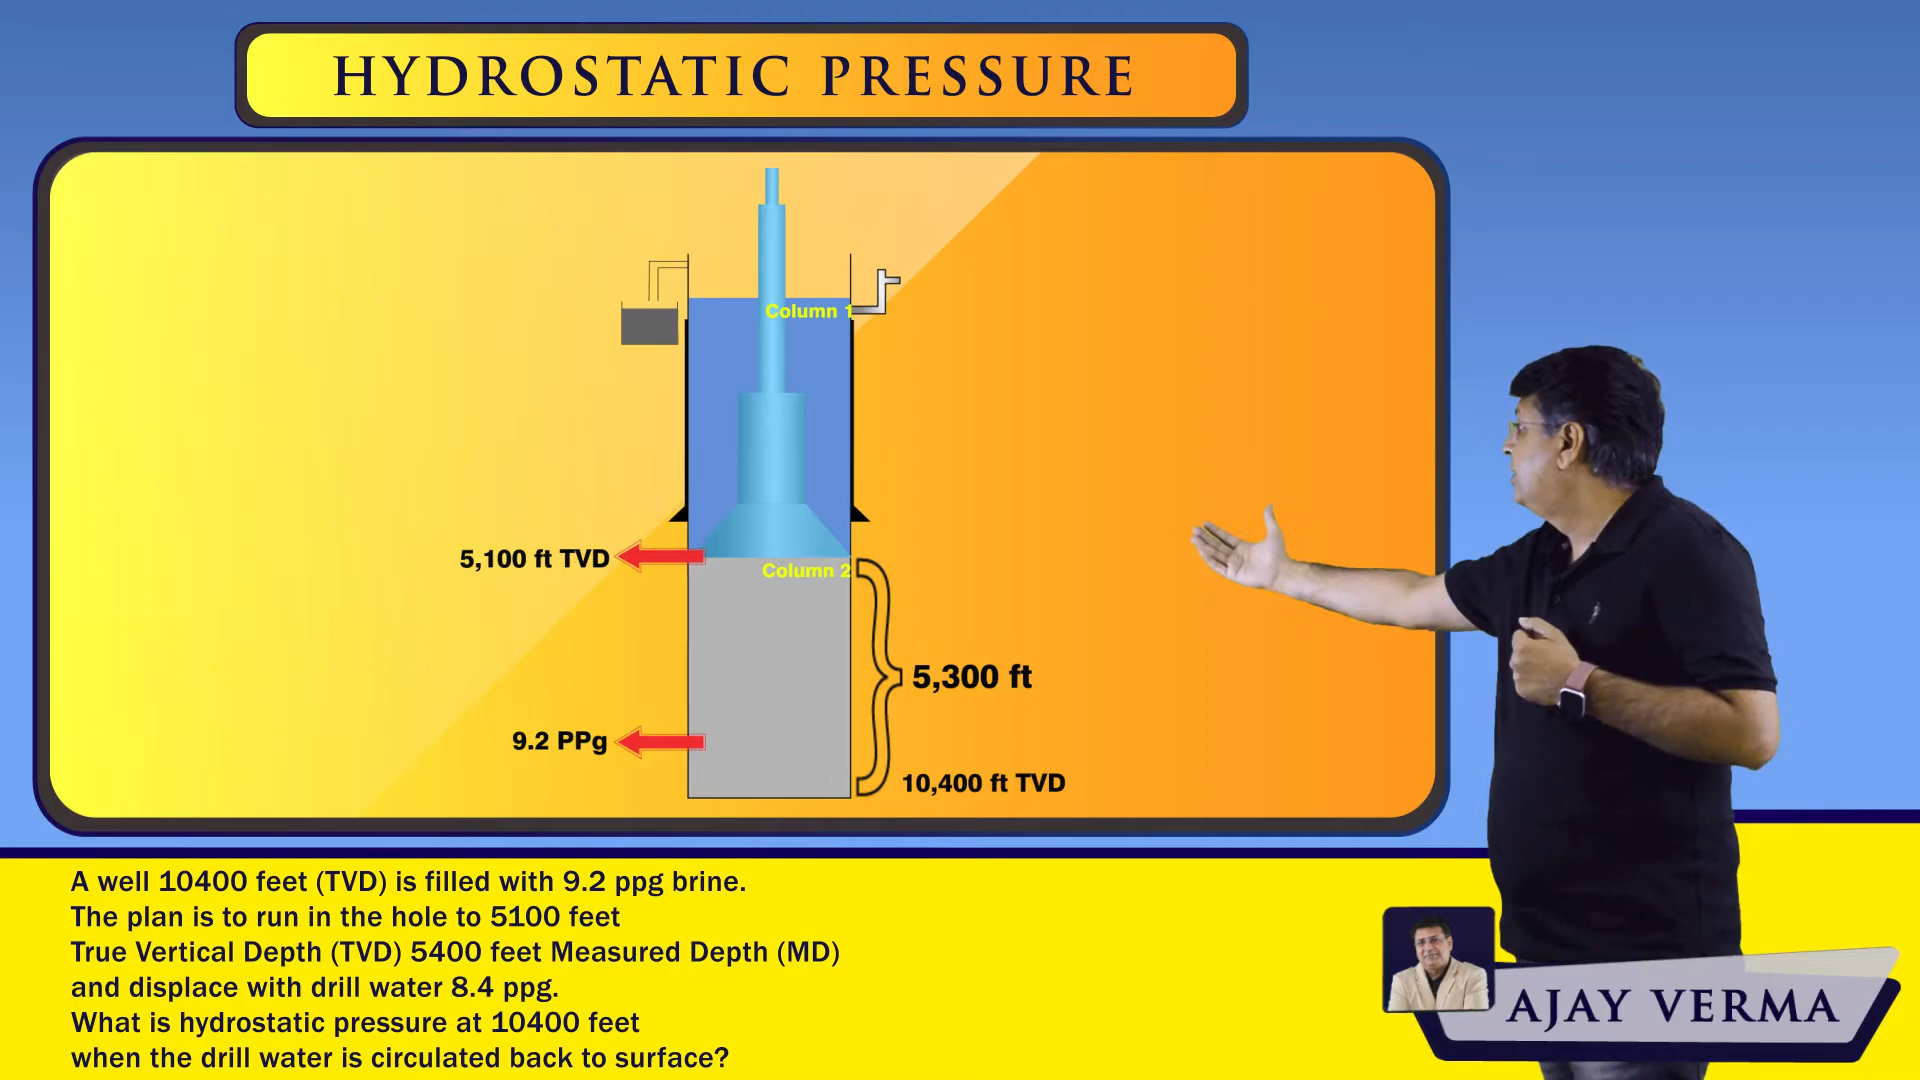 HYDROSTATIC PRESSURE
Column 1
5,100 ft TVD
Column 2
5,300 ft
9.2 PPg
10,400 ft TVD
A well 10400 feet (TVD) is filled with 9.2 ppg brine.
The plan is to run in the hole to 5100 feet
True Vertical Depth (TVD) 5400 feet Measured Depth (MD)
and displace with drill water 8.4 ppg.
What is hydrostatic pressure at 10400 feet
when the drill water is circulated back to surface?
AJAY VERMA